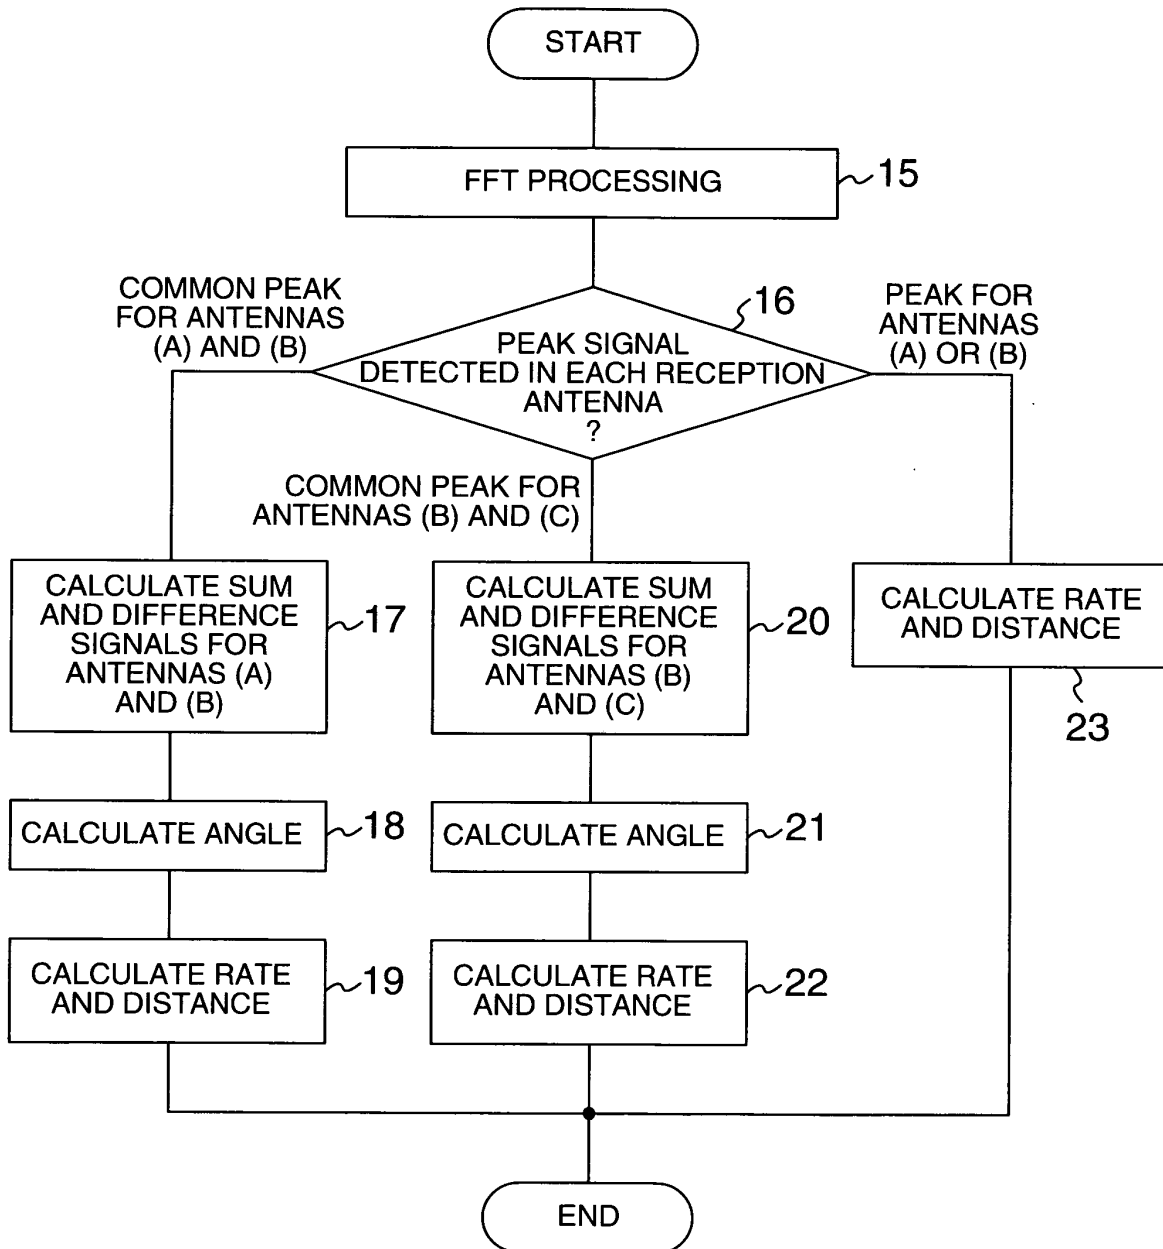 START
FFT PROCESSING
15
COMMON PEAK
FOR ANTENNAS
(A) AND (B)
16
PEAK FOR
ANTENNAS
(A) OR (B)
PEAK SIGNAL
DETECTED IN EACH RECEPTION
ANTENNA
?
COMMON PEAK FOR
ANTENNAS (B) AND (C)
CALCULATE SUM
AND DIFFERENCE
SIGNALS FOR
ANTENNAS (A)
AND (B)
17
CALCULATE SUM
AND DIFFERENCE
SIGNALS FOR
ANTENNAS (B)
AND (C)
20
CALCULATE RATE
AND DISTANCE
23
CALCULATE ANGLE
18
CALCULATE ANGLE
21
CALCULATE RATE
AND DISTANCE
19
CALCULATE RATE
AND DISTANCE
22
END